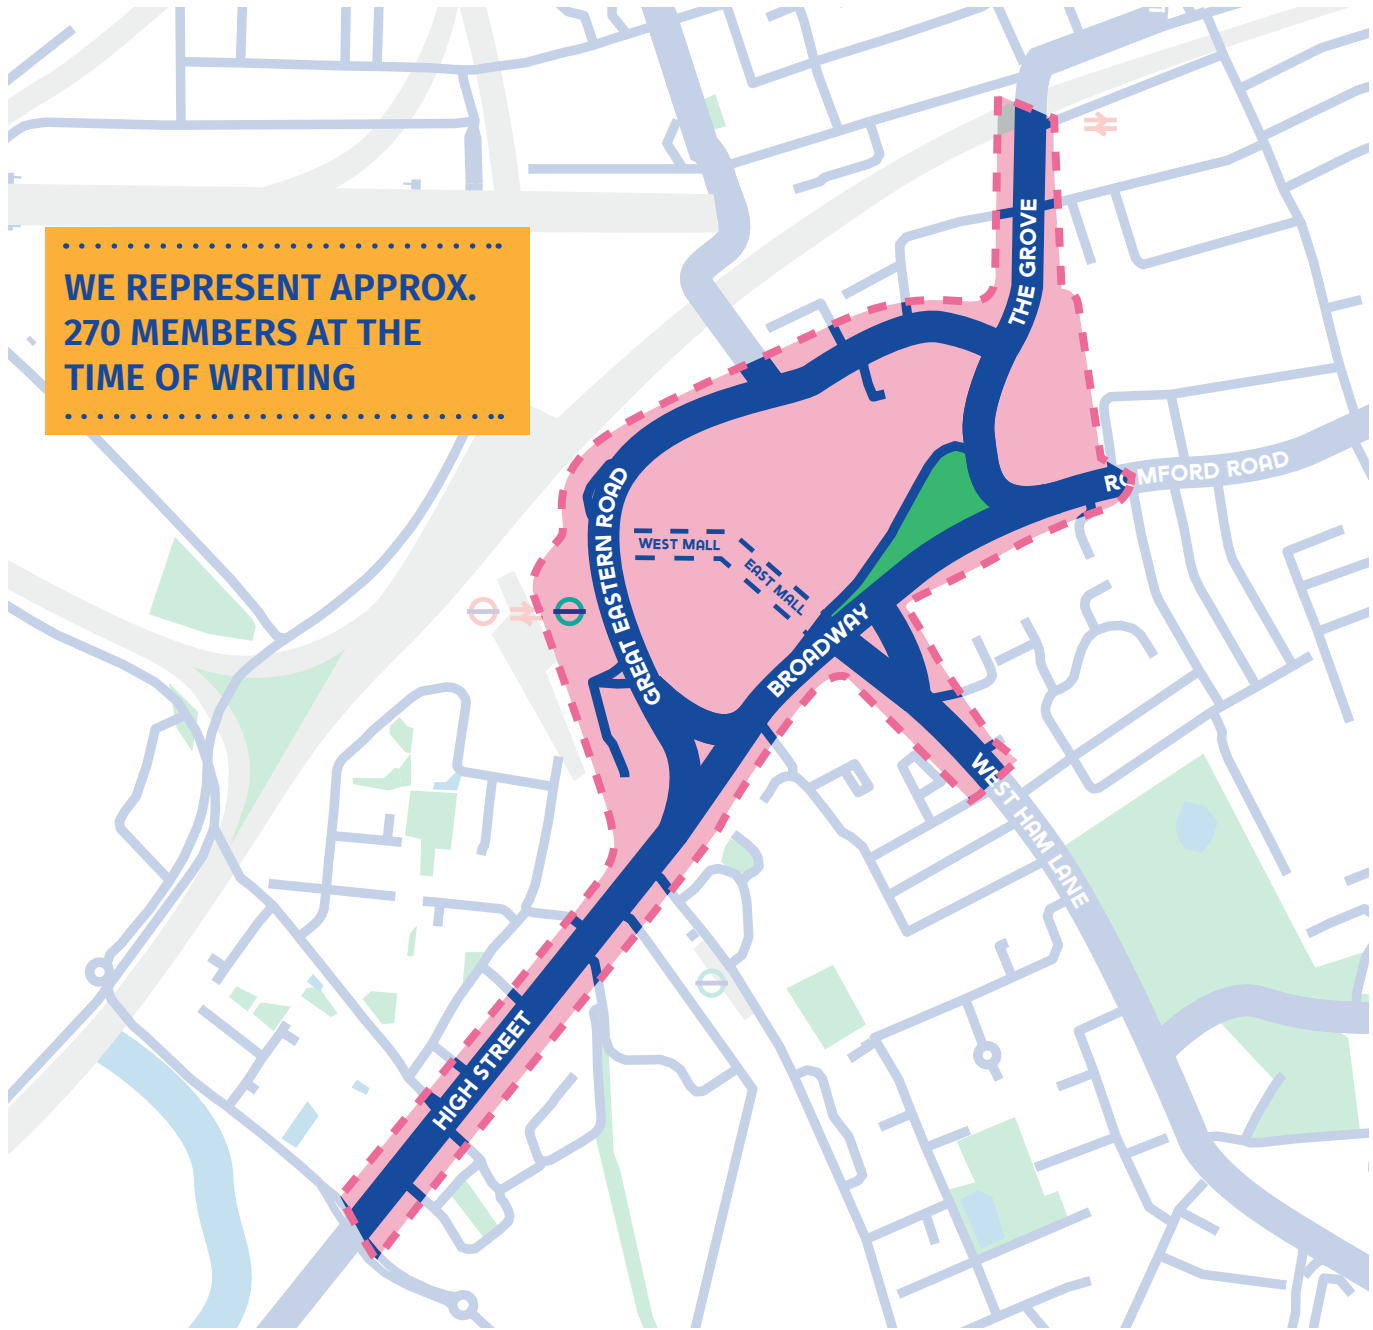 WE REPRESENT APPROX.
270 MEMBERS AT THE
TIME OF WRITING
THE GROVE
ROMFORD ROAD
GREAT EASTERN ROAD
WEST MALL
EAST MALL
BROADWAY
WEST HAM LANE
HIGH STREET